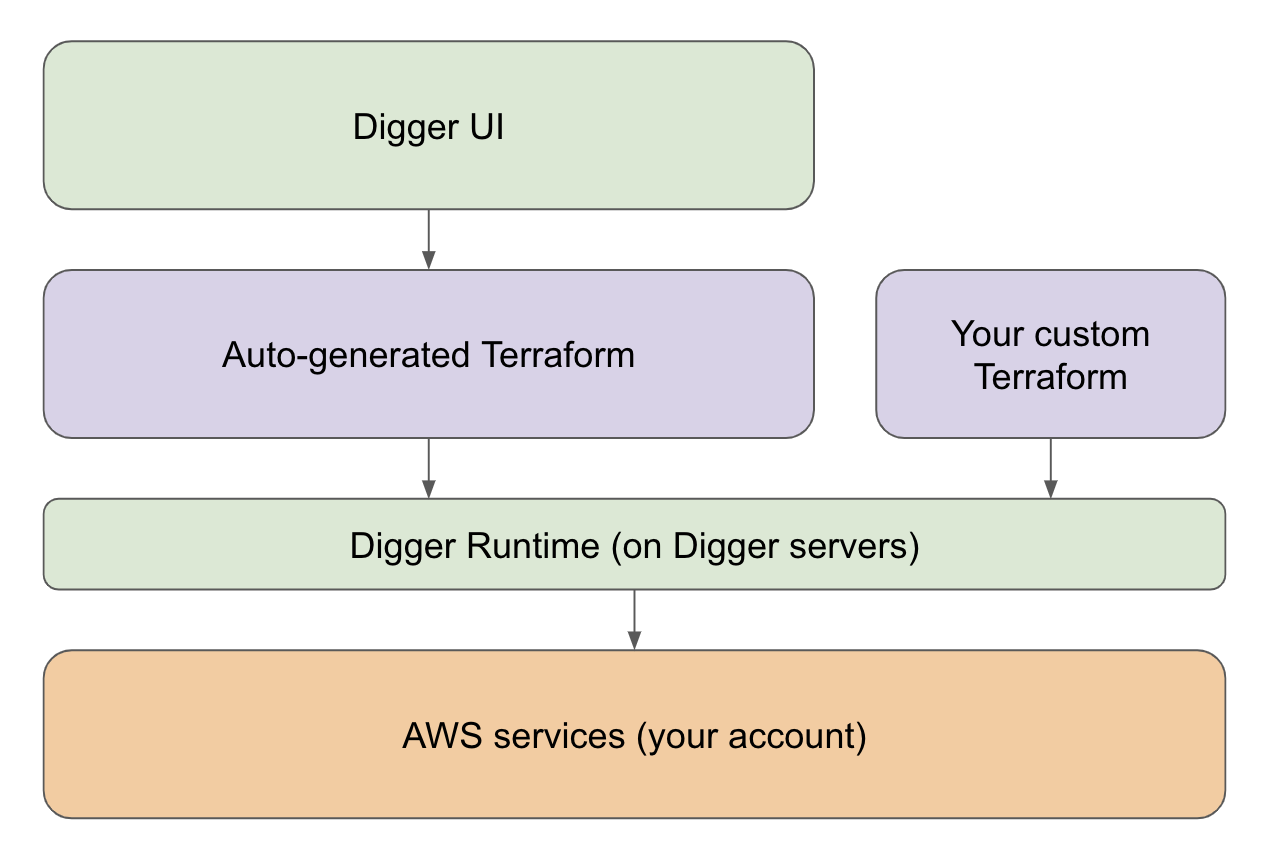 Digger UI
Auto-generated Terraform
Your custom
Terraform
Digger Runtime (on Digger servers)
AWS services (your account)